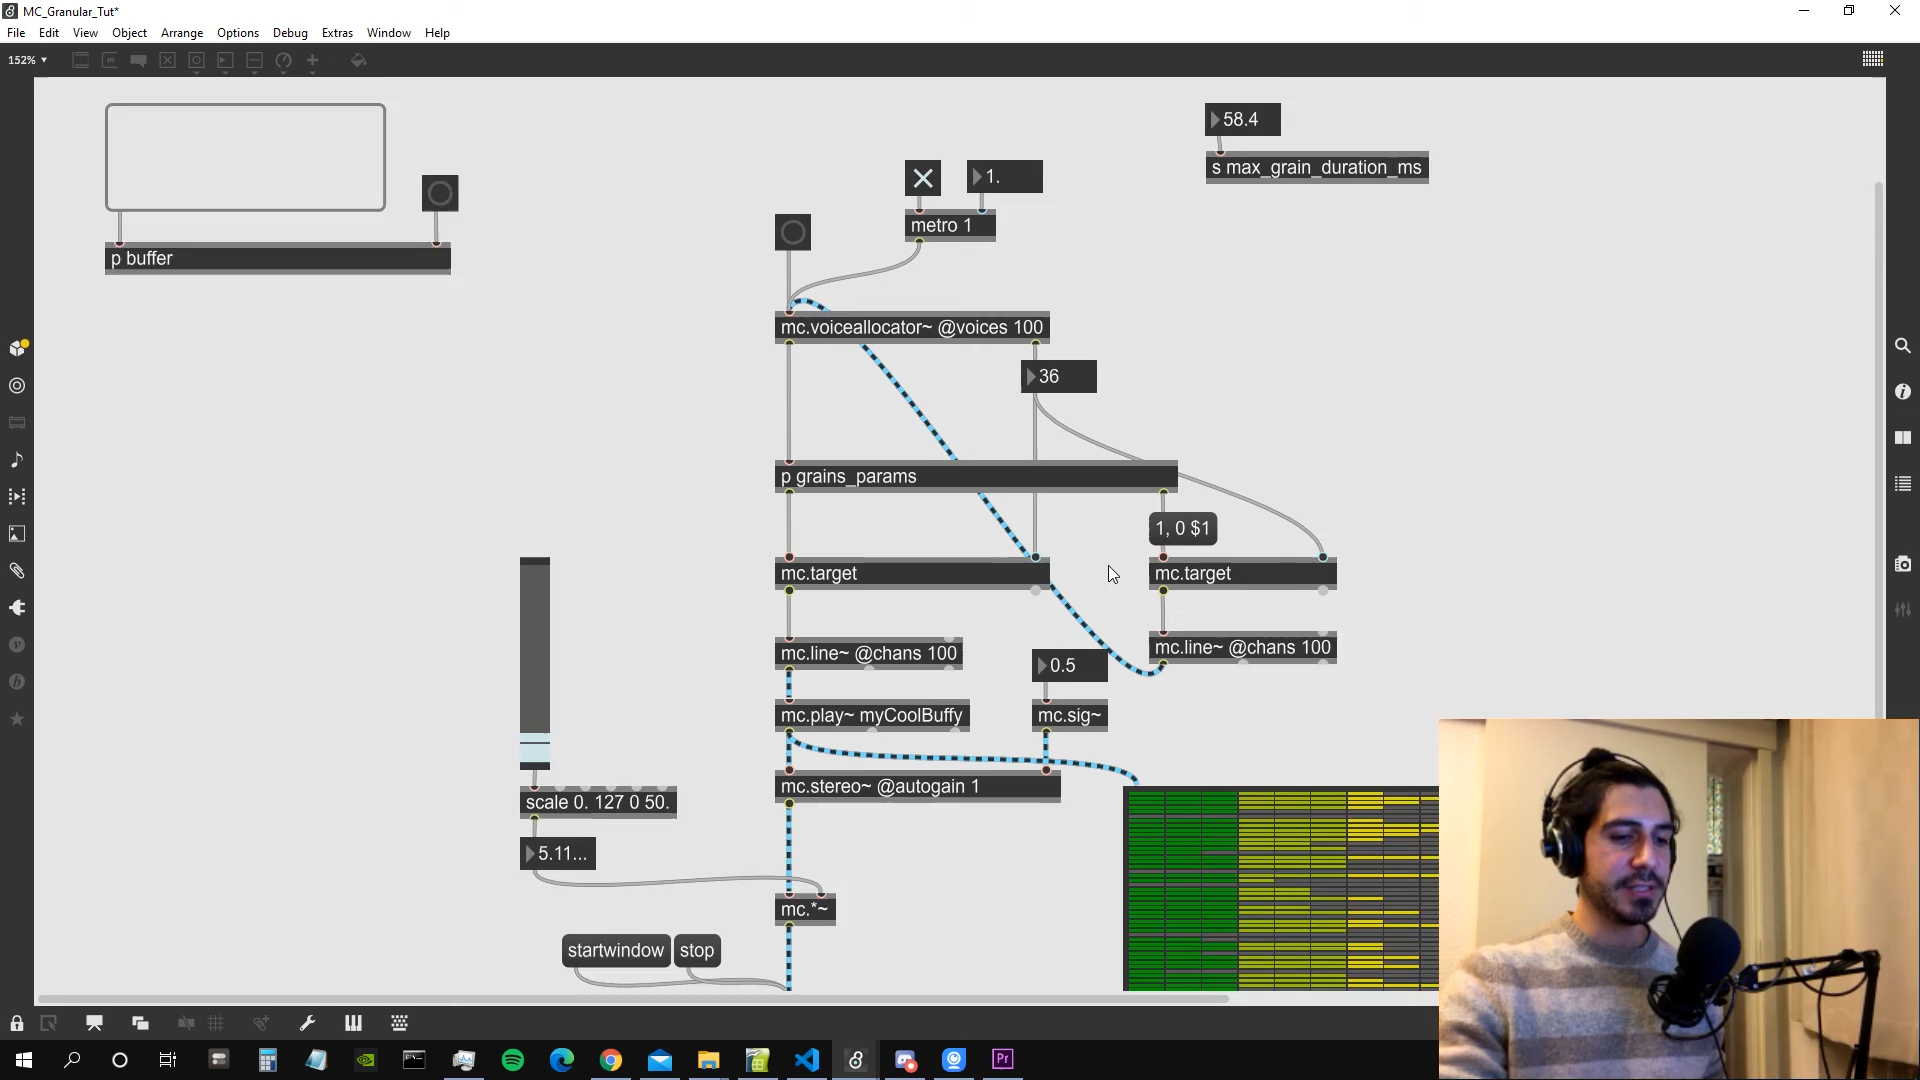 MC_Granular_Tut*
File Edit View Object Arrange Options Debug Extras Window Help
152%
58.4
s max_grain_duration_ms
1.
metro 1
p buffer
mc.voiceallocator~ @voices 100
36
p grains_params
1, 0 $1
mc.target
mc.target
mc.line~ @chans 100
mc.line~ @chans 100
0.5
mc.play~ myCoolBuffy
mc.sig~
mc.stereo~ @autogain 1
scale 0. 127 0 50.
5.11...
mc.*~
startwindow
stop
Pr